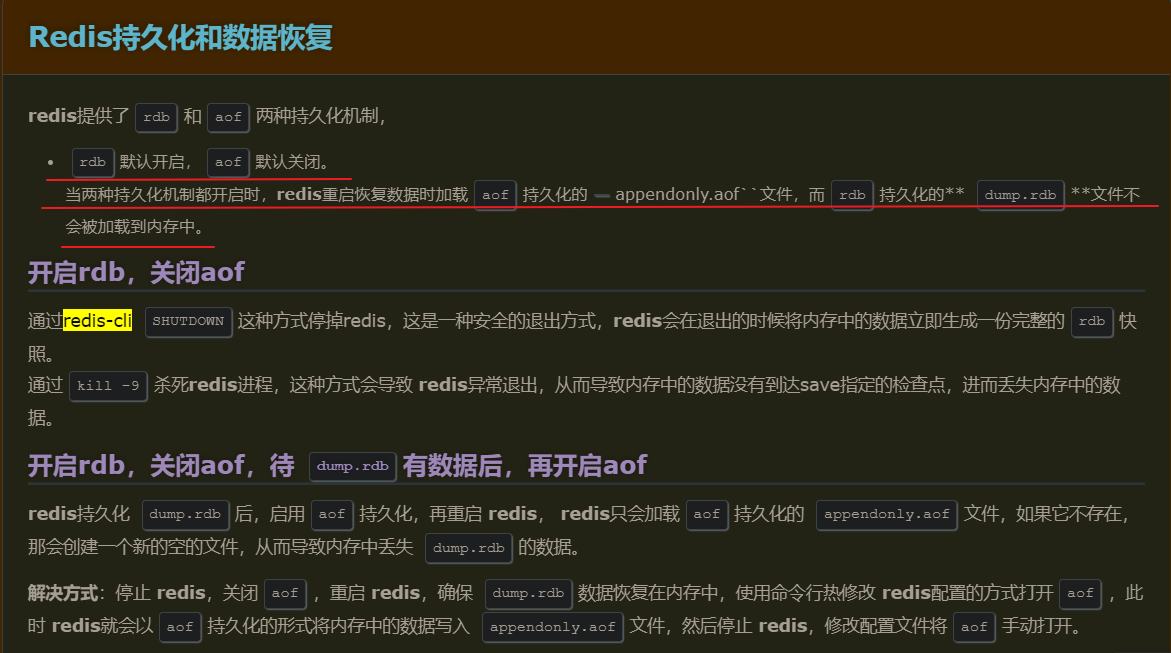 Redis持久化和数据恢复
redis提供了 rdb 和 aof 两种持久化机制，
• rdb 默认开启， aof 默认关闭。
当两种持久化机制都开启时，redis重启恢复数据时加载 aof 持久化的 — appendonly.aof``文件，而 rdb 持久化的** dump.rdb **文件不
会被加载到内存中。
开启rdb，关闭aof
通过redis-cli SHUTDOWN 这种方式停掉redis，这是一种安全的退出方式，redis会在退出的时候将内存中的数据立即生成一份完整的 rdb 快
照。
通过 kill -9 杀死redis进程，这种方式会导致 redis异常退出，从而导致内存中的数据没有到达save指定的检查点，进而丢失内存中的数
据。
开启rdb，关闭aof，待 dump.rdb 有数据后，再开启aof
redis持久化 dump.rdb 后，启用 aof 持久化，再重启 redis， redis只会加载 aof 持久化的 appendonly.aof 文件，如果它不存在，
那会创建一个新的空的文件，从而导致内存中丢失 dump.rdb 的数据。
解决方式：停止 redis，关闭 aof ，重启 redis，确保 dump.rdb 数据恢复在内存中，使用命令行热修改 redis配置的方式打开 aof ，此
时 redis就会以 aof 持久化的形式将内存中的数据写入 appendonly.aof 文件，然后停止 redis，修改配置文件将 aof 手动打开。